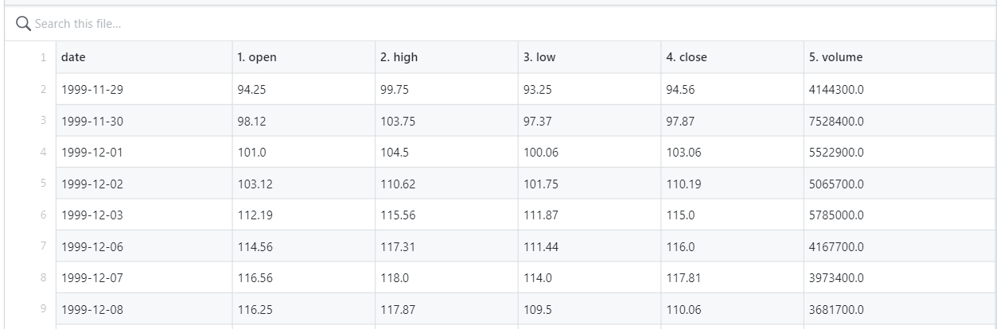 Search this file...
1 date 1. open 2. high 3. low 4. close 5. volume
2 1999-11-29 94.25 99.75 93.25 94.56 4144300.0
3 1999-11-30 98.12 103.75 97.37 97.87 7528400.0
4 1999-12-01 101.0 104.5 100.06 103.06 5522900.0
5 1999-12-02 103.12 110.62 101.75 110.19 5065700.0
6 1999-12-03 112.19 115.56 111.87 115.0 5785000.0
7 1999-12-06 114.56 117.31 111.44 116.0 4167700.0
8 1999-12-07 116.56 118.0 114.0 117.81 3973400.0
9 1999-12-08 116.25 117.87 109.5 110.06 3681700.0